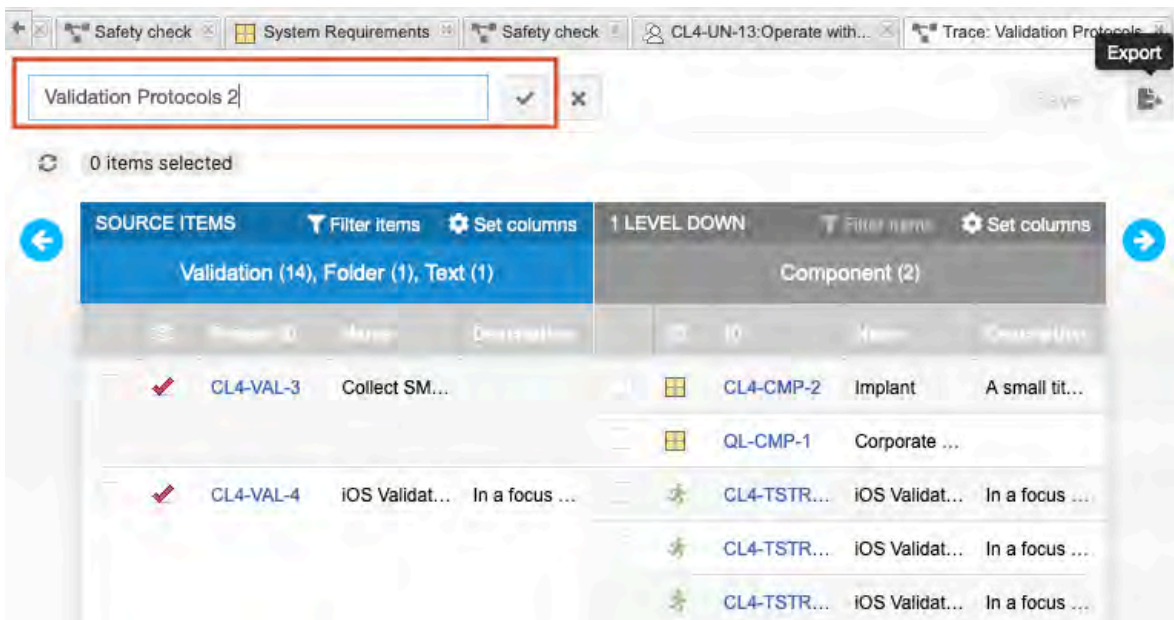 Safety check System Requirements Safety check CL4-UN-13:Operate with... Trace: Validation Protocols
Export
Validation Protocols 2
Save
0 items selected
SOURCE ITEMS Filter items Set columns 1 LEVEL DOWN Filter items Set columns
Validation (14), Folder (1), Text (1) Component (2)
ID Name Description
CL4-VAL-3 Collect SM... CL4-CMP-2 Implant A small tit...
QL-CMP-1 Corporate ...
CL4-VAL-4 iOS Validat... In a focus ... CL4-TSTR... iOS Validat... In a focus ...
CL4-TSTR... iOS Validat... In a focus ...
CL4-TSTR... iOS Validat... In a focus ...